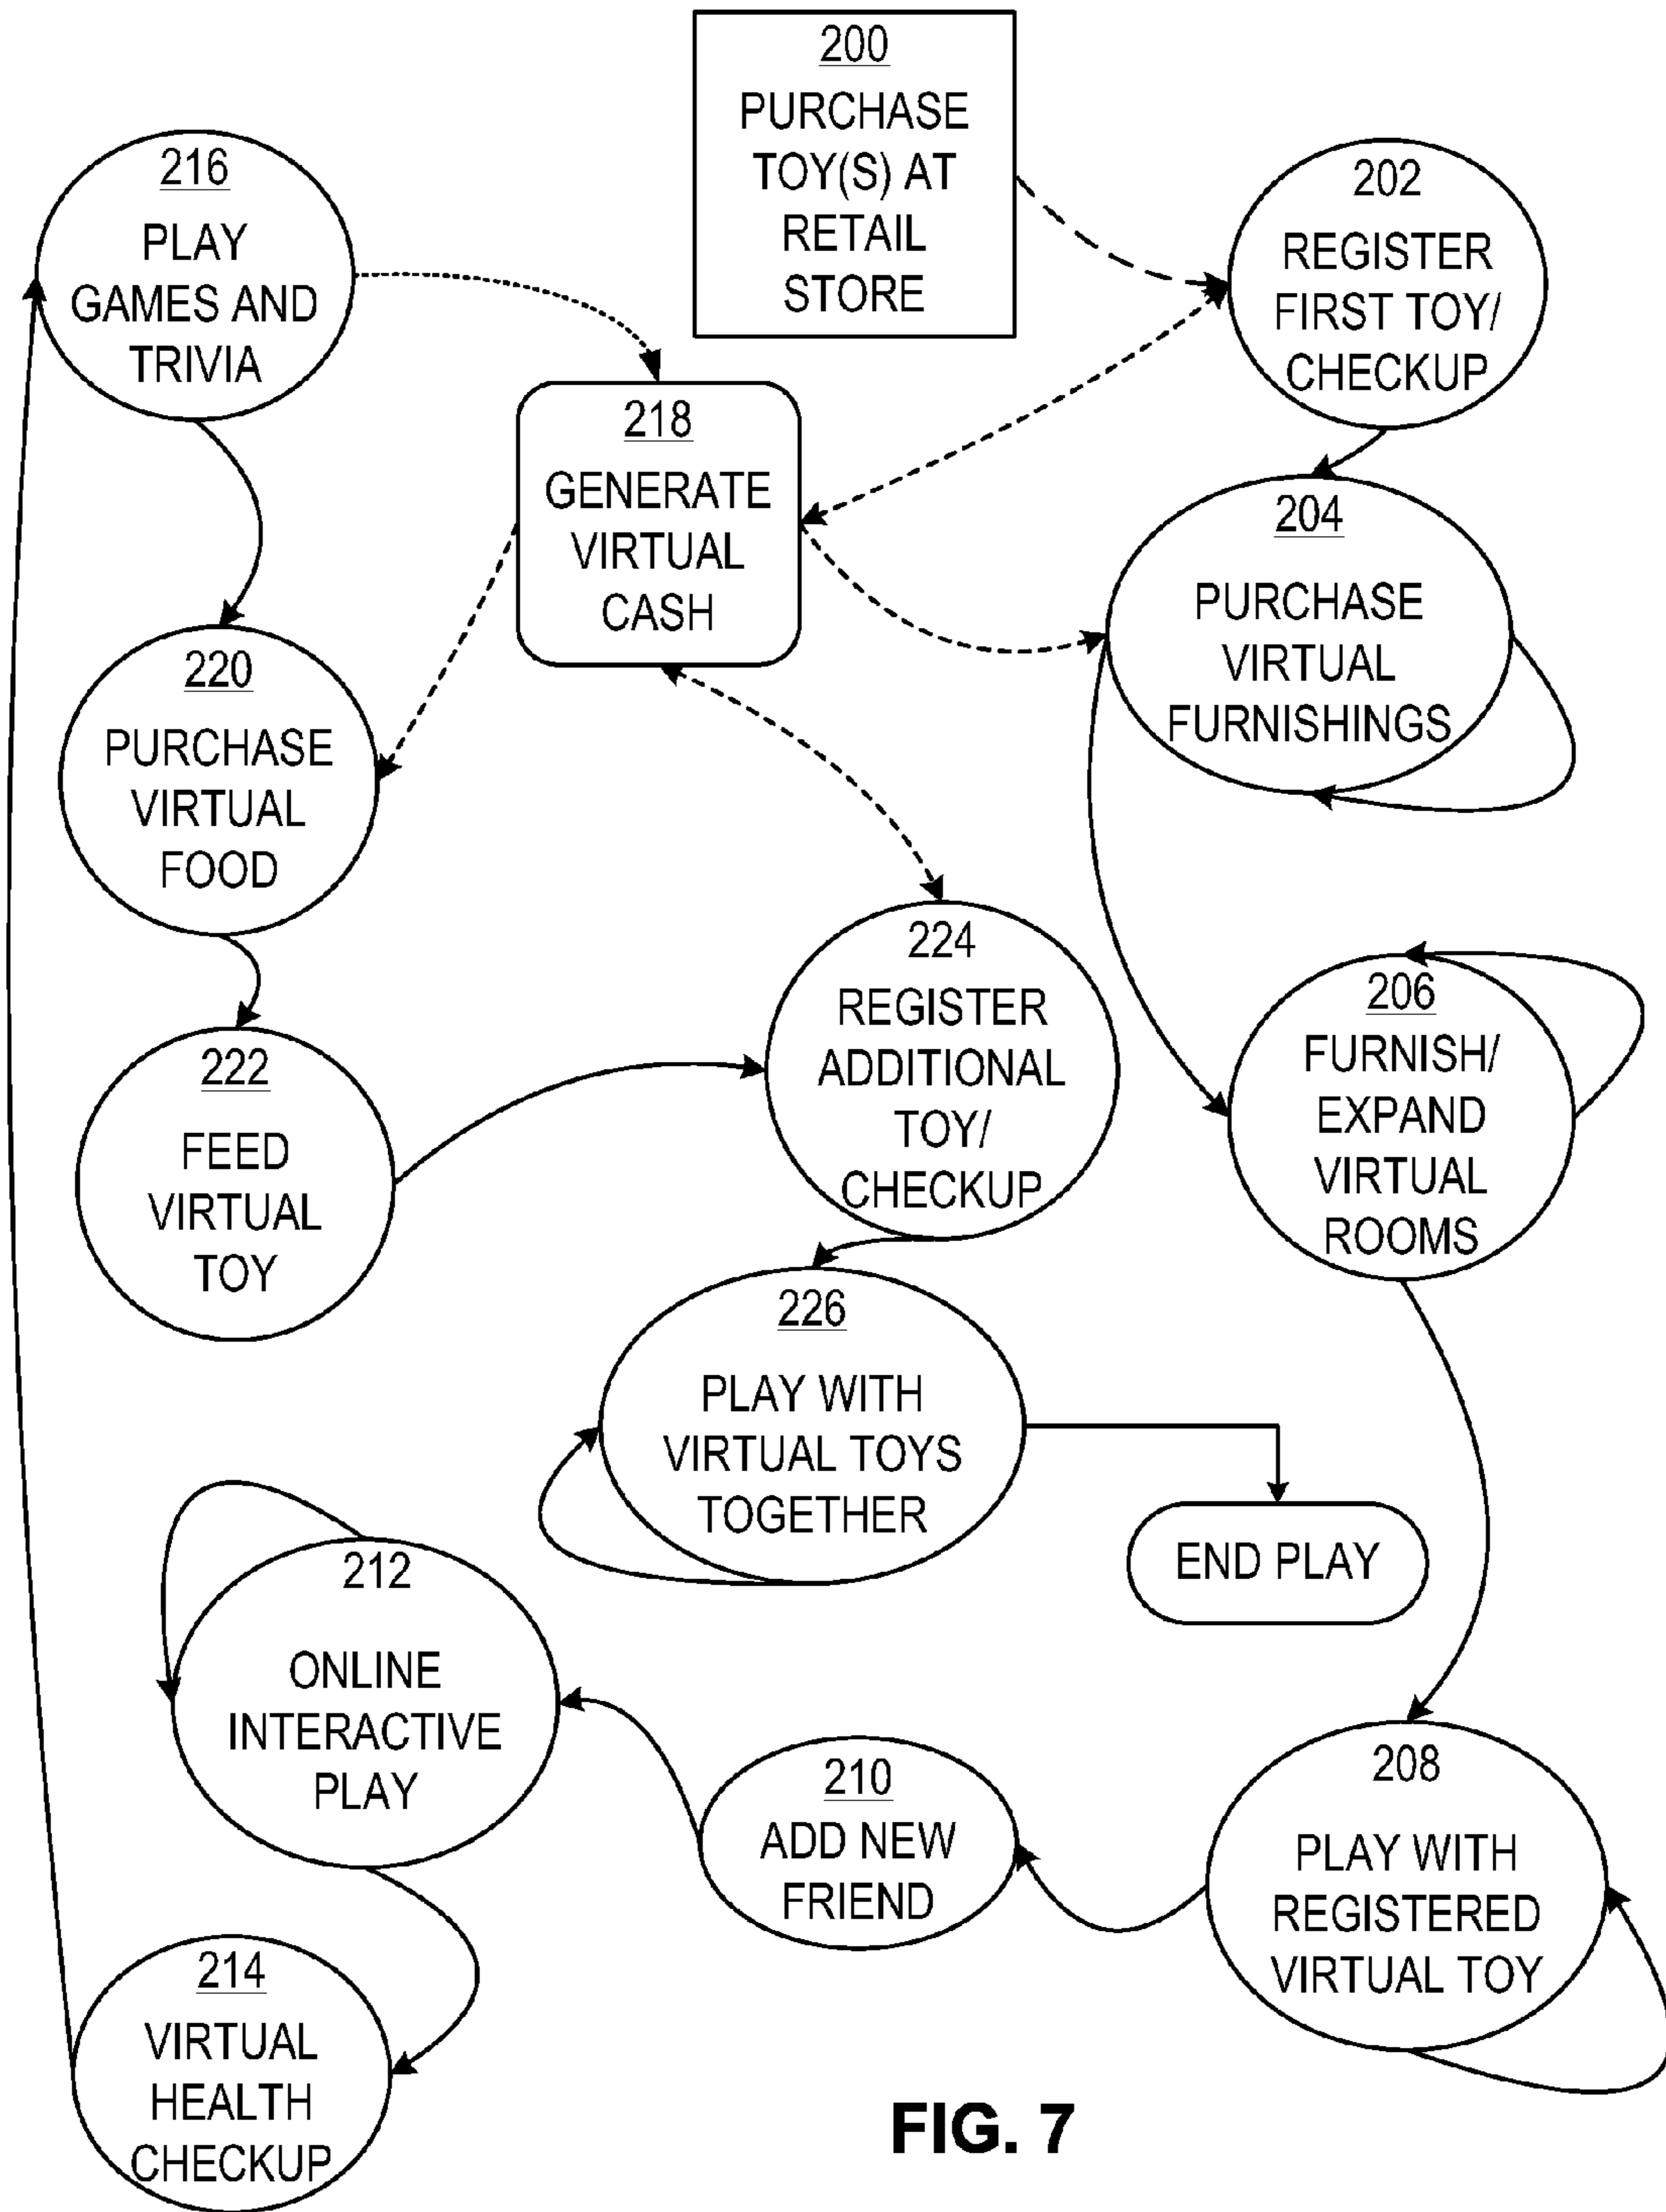 200
PURCHASE
TOY(S) AT
RETAIL
STORE
216
PLAY
GAMES AND
TRIVIA
202
REGISTER
FIRST TOY/
CHECKUP
218
GENERATE
VIRTUAL
CASH
204
PURCHASE
VIRTUAL
FURNISHINGS
220
PURCHASE
VIRTUAL
FOOD
224
REGISTER
ADDITIONAL
TOY/
CHECKUP
206
FURNISH/
EXPAND
VIRTUAL
ROOMS
222
FEED
VIRTUAL
TOY
226
PLAY WITH
VIRTUAL TOYS
TOGETHER
END PLAY
212
ONLINE
INTERACTIVE
PLAY
210
ADD NEW
FRIEND
208
PLAY WITH
REGISTERED
VIRTUAL TOY
214
VIRTUAL
HEALTH
CHECKUP
FIG. 7